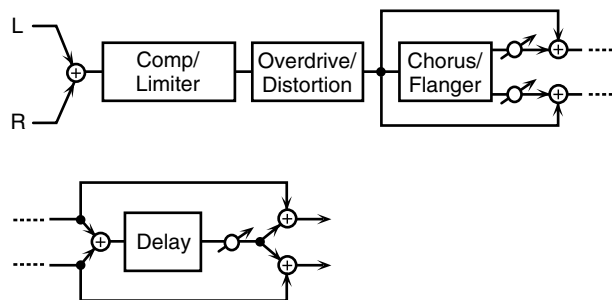 L
Comp/
Limiter
Overdrive/
Distortion
Chorus/
Flanger
R
Delay